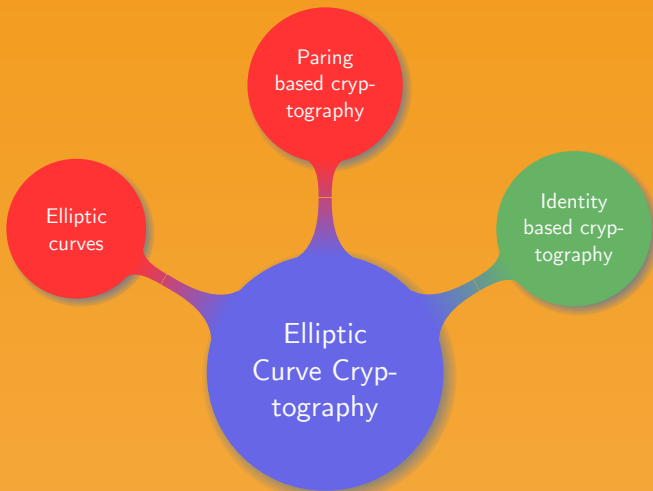 Paring
based cryp-
tography
Elliptic
curves
Identity
based cryp-
tography
Elliptic
Curve Cryp-
tography